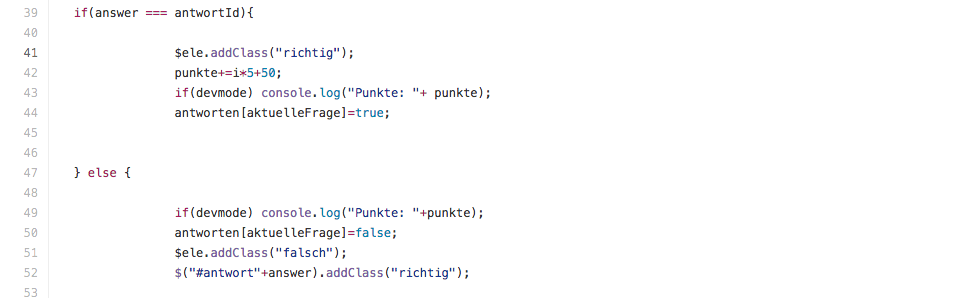 39 if(answer === antwortId){
40
41 $ele.addClass("richtig");
42 punkte+=i*5+50;
43 if(devmode) console.log("Punkte: "+ punkte);
44 antworten[aktuelleFrage]=true;
45
46
47 } else {
48
49 if(devmode) console.log("Punkte: "+punkte);
50 antworten[aktuelleFrage]=false;
51 $ele.addClass("falsch");
52 $("#antwort"+answer).addClass("richtig");
53